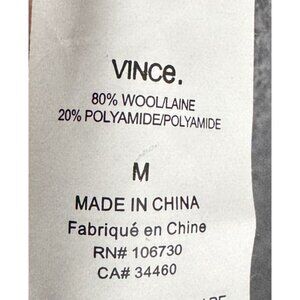 VINCE.
80% WOOL/LAINE
20% POLYAMIDE/POLYAMIDE
M
MADE IN CHINA
Fabriqué en Chine
RN# 106730
CA# 34460